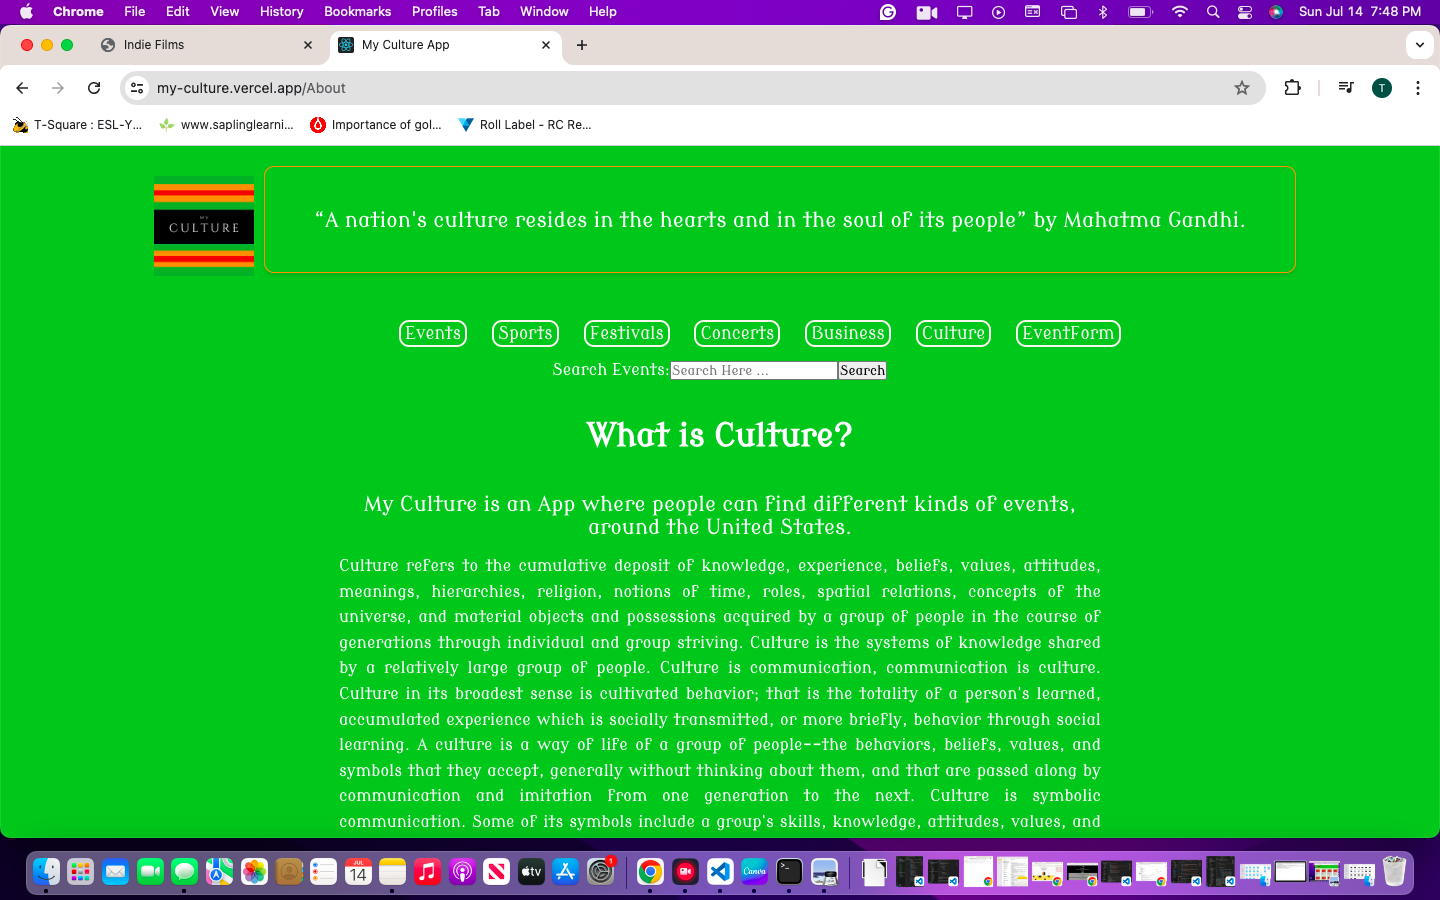 Chrome File Edit View History Bookmarks Profiles Tab Window Help Sun Jul 14 7:48 PM
Indie Films
My Culture App
my-culture.vercel.app/About
T
T-Square : ESL-Y... www.saplinglearni... Importance of gol... Roll Label - RC Re...
MY
CULTURE
“A nation's culture resides in the hearts and in the soul of its people” by Mahatma Gandhi.
Events Sports Festivals Concerts Business Culture EventForm
Search Events: Search Here ... Search
What is Culture?
My Culture is an App where people can find different kinds of events,
around the United States.
Culture refers to the cumulative deposit of knowledge, experience, beliefs, values, attitudes,
meanings, hierarchies, religion, notions of time, roles, spatial relations, concepts of the
universe, and material objects and possessions acquired by a group of people in the course of
generations through individual and group striving. Culture is the systems of knowledge shared
by a relatively large group of people. Culture is communication, communication is culture.
Culture in its broadest sense is cultivated behavior; that is the totality of a person's learned,
accumulated experience which is socially transmitted, or more briefly, behavior through social
learning. A culture is a way of life of a group of people--the behaviors, beliefs, values, and
symbols that they accept, generally without thinking about them, and that are passed along by
communication and imitation from one generation to the next. Culture is symbolic
communication. Some of its symbols include a group's skills, knowledge, attitudes, values, and
JUL
14
tv
1
Canva